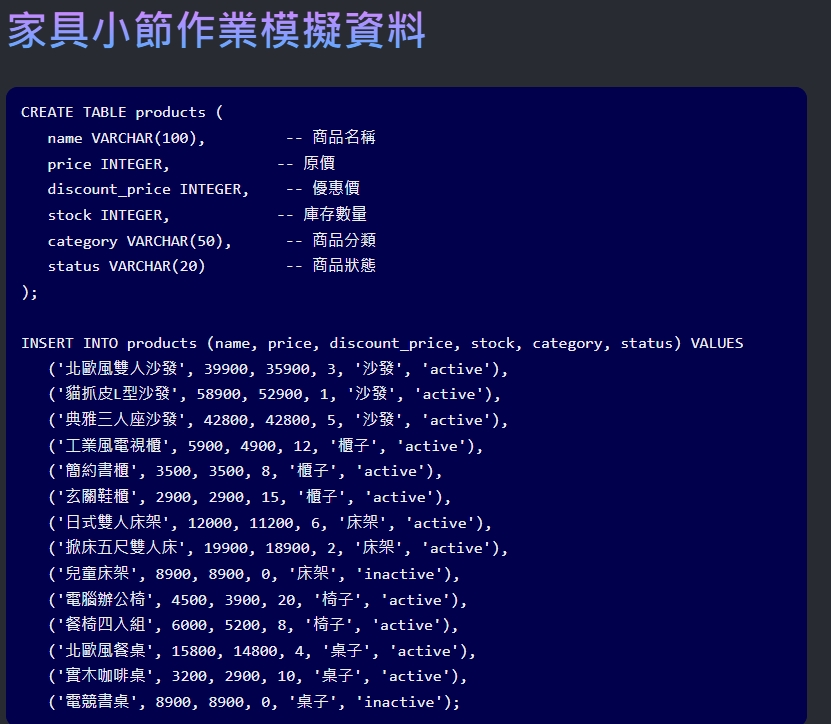 家具小節作業模擬資料
CREATE TABLE products (
name VARCHAR(100), -- 商品名稱
price INTEGER, -- 原價
discount_price INTEGER, -- 優惠價
stock INTEGER, -- 庫存數量
category VARCHAR(50), -- 商品分類
status VARCHAR(20) -- 商品狀態
);
INSERT INTO products (name, price, discount_price, stock, category, status) VALUES
('北歐風雙人沙發', 39900, 35900, 3, '沙發', 'active'),
('貓抓皮L型沙發', 58900, 52900, 1, '沙發', 'active'),
('典雅三人座沙發', 42800, 42800, 5, '沙發', 'active'),
('工業風電視櫃', 5900, 4900, 12, '櫃子', 'active'),
('簡約書櫃', 3500, 3500, 8, '櫃子', 'active'),
('玄關鞋櫃', 2900, 2900, 15, '櫃子', 'active'),
('日式雙人床架', 12000, 11200, 6, '床架', 'active'),
('掀床五尺雙人床', 19900, 18900, 2, '床架', 'active'),
('兒童床架', 8900, 8900, 0, '床架', 'inactive'),
('電腦辦公椅', 4500, 3900, 20, '椅子', 'active'),
('餐椅四入組', 6000, 5200, 8, '椅子', 'active'),
('北歐風餐桌', 15800, 14800, 4, '桌子', 'active'),
('實木咖啡桌', 3200, 2900, 10, '桌子', 'active'),
('電競書桌', 8900, 8900, 0, '桌子', 'inactive');